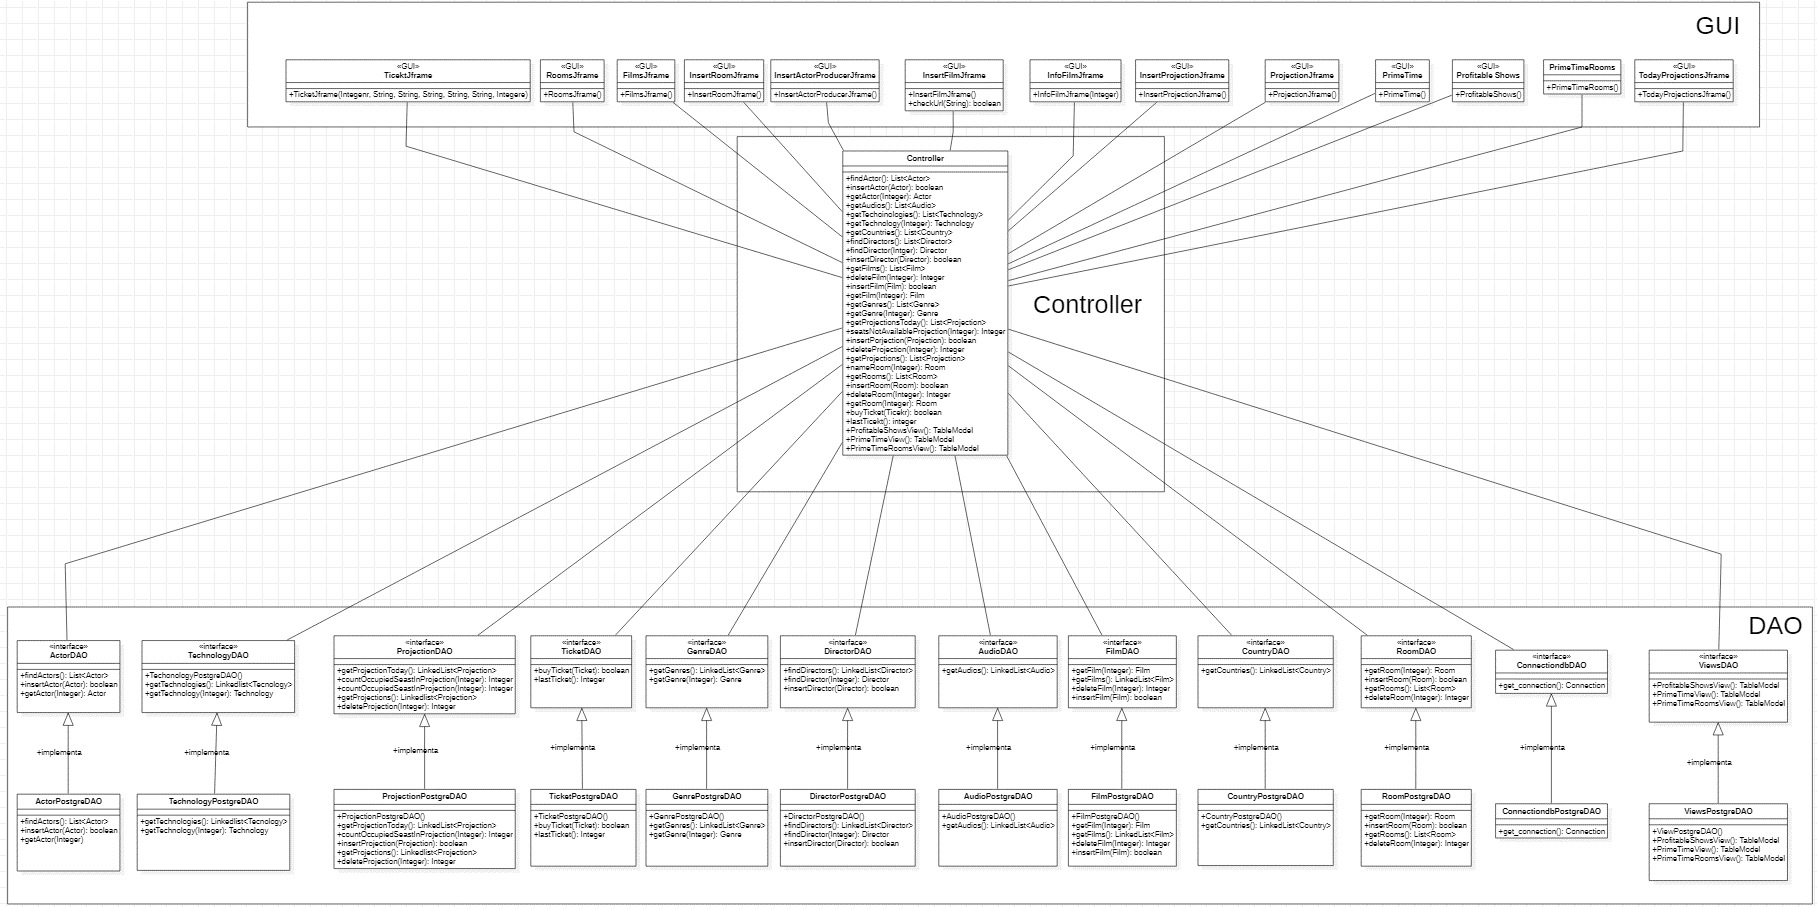 GUI
«GUI»
TicektJframe
+TicketJframe(Integenr, String, String, String, String, String, Integere)
«GUI»
RoomsJframe
+RoomsJframe()
«GUI»
FilmsJframe
+FilmsJframe()
«GUI»
InsertRoomJframe
+InsertRoomJframe()
«GUI»
InsertActorProducerJframe
+InsertActorProducerJframe()
«GUI»
InsertFilmJframe
+InsertFilmJframe()
+checkUrl(String): boolean
«GUI»
InfoFilmJframe
+InfoFilmJframe(Integer)
«GUI»
InsertProjectionJframe
+InsertProjectionJframe()
«GUI»
ProjectionJframe
+ProjectionJframe()
«GUI»
PrimeTime
+PrimeTime()
«GUI»
Profitable Shows
+ProfitableShows()
PrimeTimeRooms
+PrimeTimeRooms()
«GUI»
TodayProjectionsJframe
+TodayProjectionsJframe()
Controller
Controller
+findActor(): List<Actor>
+insertActor(Actor): boolean
+getActor(Integer): Actor
+getAudios(): List<Audio>
+getTechoinologies(): List<Technology>
+getTechnology(Integer): Technology
+getCountries(): List<Country>
+findDirectors(): List<Director>
+findDirector(Intger): Director
+insertDirector(Director): boolean
+getFilms(): List<Film>
+deleteFilm(Integer): Integer
+insertFilm(Film): boolean
+getFilm(Integer): Film
+getGenres(): List<Genre>
+getGenre(Integer): Genre
+getProjectionsToday(): List<Projection>
+seatsNotAvailableProjection(Integer): Integer
+insertPorjection(Projection): boolean
+deleteProjection(Integer): Integer
+getProjections(): List<Projection>
+nameRoom(Integer): Room
+getRooms(): List<Room>
+insertRoom(Room): boolean
+deleteRoom(Integer): Integer
+getRoom(Integer): Room
+buyTicket(Ticekr): boolean
+lastTicekt(): integer
+ProfitableShowsView(): TableModel
+PrimeTimeView(): TableModel
+PrimeTimeRoomsView(): TableModel
DAO
«interface»
ActorDAO
+findActors(): List<Actor>
+insertActor(Actor): boolean
+getActor(Integer): Actor
«interface»
TechnologyDAO
+TechonologyPostgreDAO()
+getTechnologies(): Linkedlist<Tecnology>
+getTechnology(Integer): Technology
«interface»
ProjectionDAO
+getProjectionToday(): LinkedList<Projection>
+countOccupiedSeastInProjection(Integer): Integer
+countOccupiedSeastInProjection(Integer): Integer
+getProjections(): Linkedlist<Projection>
+deleteProjection(Integer): Integer
«interface»
TicketDAO
+buyTicket(Ticket): boolean
+lastTicket(): Integer
«interface»
GenreDAO
+getGenres(): LinkedList<Genre>
+getGenre(Integer): Genre
«interface»
DirectorDAO
+findDirectors(): LinkedList<Director>
+findDirector(Integer): Director
+insertDirector(Director): boolean
«interface»
AudioDAO
+getAudios(): LinkedList<Audio>
«interface»
FilmDAO
+getFilm(Integer): Film
+getFilms(): LinkedList<Film>
+deleteFilm(Integer): Integer
+insertFilm(Film): boolean
«interface»
CountryDAO
+getCountries(): LinkedList<Country>
«interface»
RoomDAO
+getRoom(Integer): Room
+insertRoom(Room): boolean
+getRooms(): List<Room>
+deleteRoom(Integer): Integer
«interface»
ConnectiondbDAO
+get_connection(): Connection
«interface»
ViewsDAO
+ProfitableShowsView(): TableModel
+PrimeTimeView(): TableModel
+PrimeTimeRoomsView(): TableModel
+implementa
+implementa
+implementa
+implementa
+implementa
+implementa
+implementa
+implementa
+implementa
+implementa
+implementa
+implementa
ActorPostgreDAO
+findActors(): List<Actor>
+insertActor(Actor): boolean
+getActor(Integer)
TechnologyPostgreDAO
+getTechnologies(): Linkedlist<Tecnology>
+getTechnology(Integer): Technology
ProjectionPostgreDAO
+ProjectionPostgreDAO()
+getProjectionToday(): LinkedList<Projection>
+countOccupiedSeastInProjection(Integer): Integer
+insertProjection(Projection): boolean
+getProjections(): Linkedlist<Projection>
+deleteProjection(Integer): Integer
TicketPostgreDAO
+TicketPostgreDAO()
+buyTicket(Ticket): boolean
+lastTicket(): Integer
GenrePostgreDAO
+GenrePostgreDAO()
+getGenres(): LinkedList<Genre>
+getGenre(Integer): Genre
DirectorPostgreDAO
+DirectorPostgreDAO()
+findDirectors(): LinkedList<Director>
+findDirector(Integer): Director
+insertDirector(Director): boolean
AudioPostgreDAO
+AudioPostgreDAO()
+getAudios(): LinkedList<Audio>
FilmPostgreDAO
+FilmPostgreDAO()
+getFilm(Integer): Film
+getFilms(): LinkedList<Film>
+deleteFilm(Integer): Integer
+insertFilm(Film): boolean
CountryPostgreDAO
+CountryPostgreDAO()
+getCountries(): LinkedList<Country>
RoomPostgreDAO
+getRoom(Integer): Room
+insertRoom(Room): boolean
+getRooms(): List<Room>
+deleteRoom(Integer): Integer
ConnectiondbPostgreDAO
+get_connection(): Connection
ViewsPostgreDAO
+ViewPostgreDAO()
+ProfitableShowsView(): TableModel
+PrimeTimeView(): TableModel
+PrimeTimeRoomsView(): TableModel